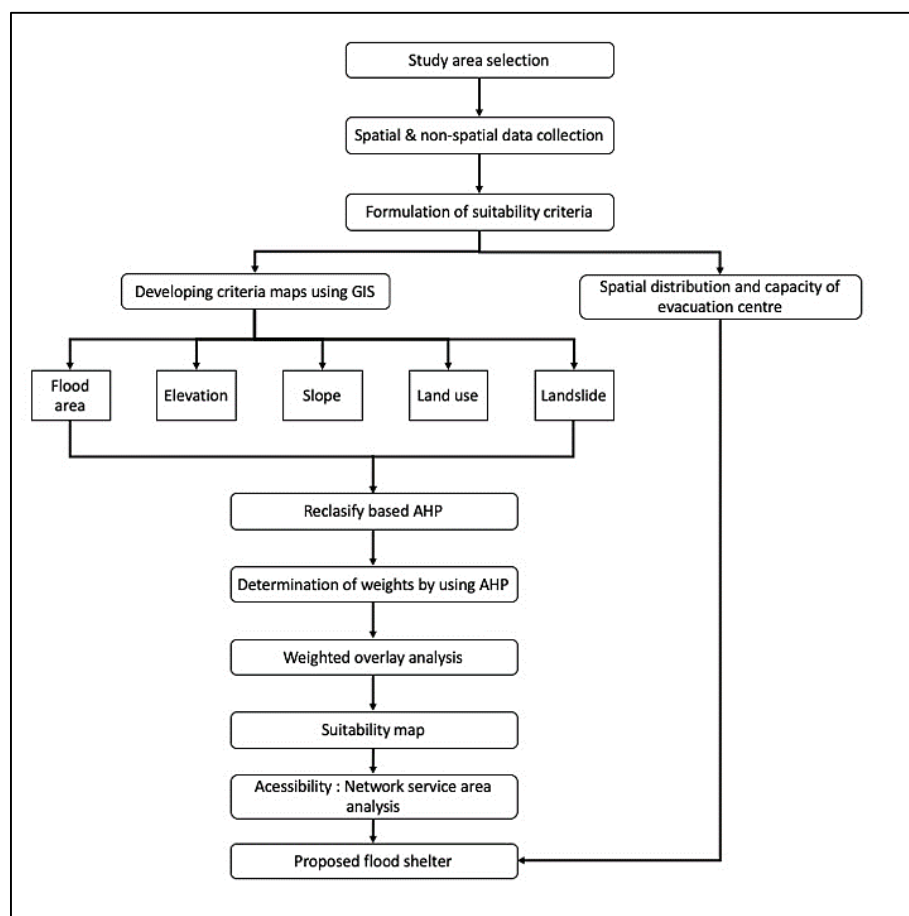 Study area selection
Spatial & non-spatial data collection
Formulation of suitability criteria
Developing criteria maps using GIS
Spatial distribution and capacity of
evacuation centre
Flood
area
Elevation
Slope
Land use
Landslide
Reclasify based AHP
Determination of weights by using AHP
Weighted overlay analysis
Suitability map
Acessibility : Network service area
analysis
Proposed flood shelter